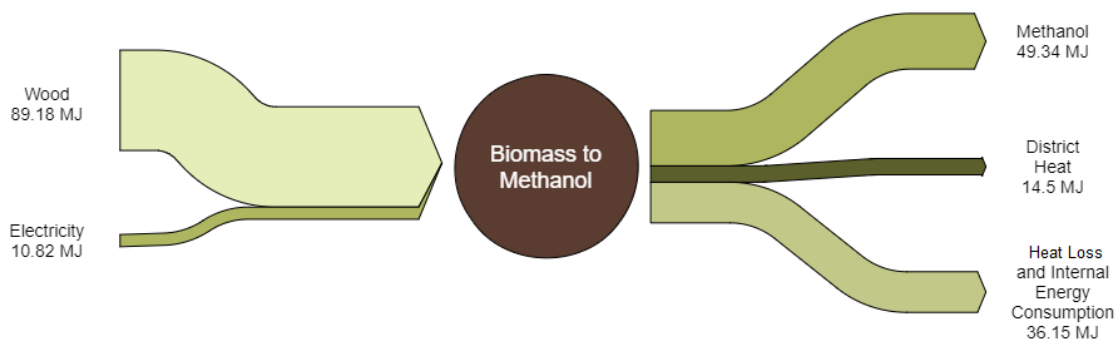 Wood
89.18 MJ
Electricity
10.82 MJ
Biomass to
Methanol
Methanol
49.34 MJ
District
Heat
14.5 MJ
Heat Loss
and Internal
Energy
Consumption
36.15 MJ